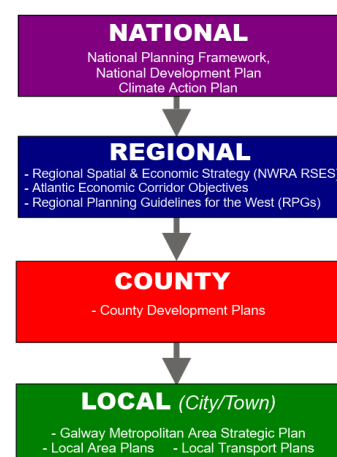 NATIONAL
National Planning Framework,
National Development Plan
Climate Action Plan
REGIONAL
- Regional Spatial & Economic Strategy (NWRA RSES)
- Atlantic Economic Corridor Objectives
- Regional Planning Guidelines for the West (RPGs)
COUNTY
- County Development Plans
LOCAL (City/Town)
- Galway Metropolitan Area Strategic Plan
- Local Area Plans - Local Transport Plans